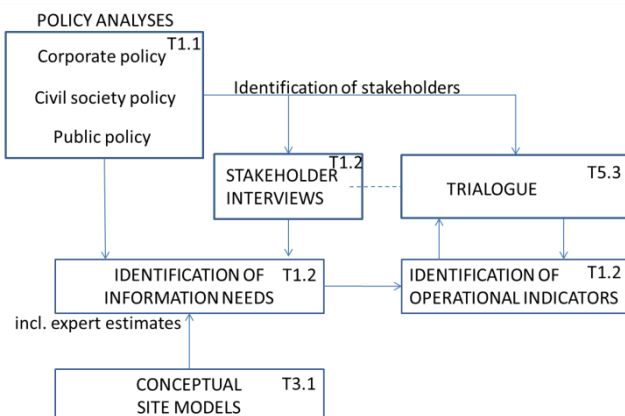 POLICY ANALYSES
T1.1
Corporate policy
Civil society policy
Public policy
Identification of stakeholders
T1.2
STAKEHOLDER
INTERVIEWS
T5.3
TRIALOGUE
IDENTIFICATION OF T1.2
INFORMATION NEEDS
IDENTIFICATION OF T1.2
OPERATIONAL INDICATORS
incl. expert estimates
CONCEPTUAL T3.1
SITE MODELS